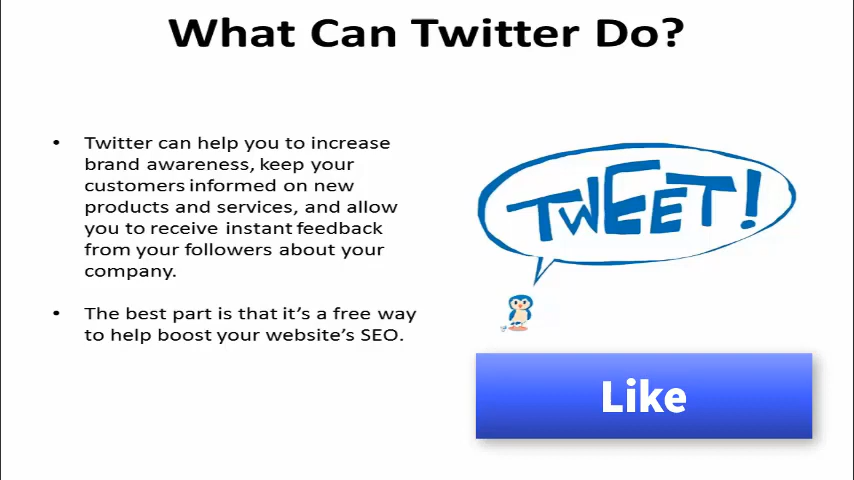 What Can Twitter Do?
• Twitter can help you to increase
brand awareness, keep your
customers informed on new
products and services, and allow
you to receive instant feedback
from your followers about your
company.
• The best part is that it’s a free way
to help boost your website’s SEO.
TWEET!
Like